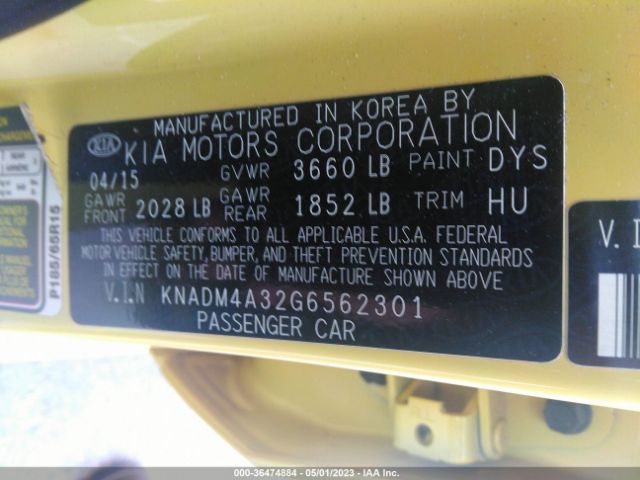 MANUFACTURED IN KOREA BY
KIA KIA MOTORS CORPORATION
04/15 GVWR 3660 LB PAINT DYS
GAWR FRONT 2028 LB GAWR REAR 1852 LB TRIM HU
THIS VEHICLE CONFORMS TO ALL APPLICABLE U.S.A. FEDERAL
MOTOR VEHICLE SAFETY, BUMPER, AND THEFT PREVENTION STANDARDS
IN EFFECT ON THE DATE OF MANUFACTURE SHOWN ABOVE
V.I.N KNADM4A32G6562301
PASSENGER CAR
P185/65R15
V.I
000-36474884 - 05/01/2023 - IAA Inc.